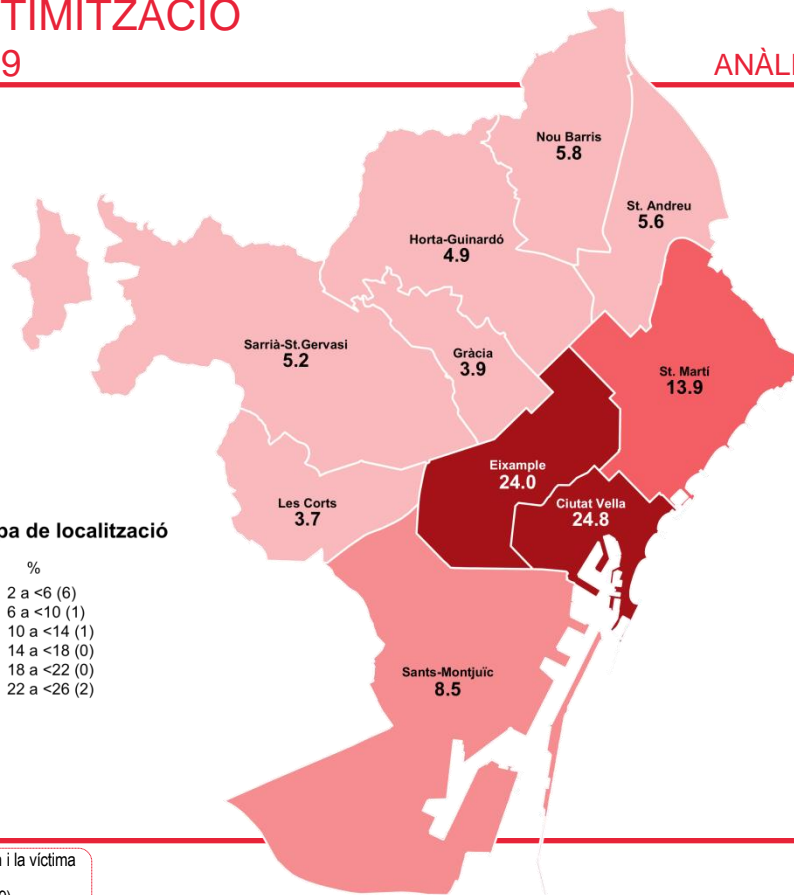 TIMITZACIÓ
9
ANÀL
Nou Barris
5.8
St. Andreu
5.6
Horta-Guinardó
4.9
Sarrià-St.Gervasi
5.2
Gràcia
3.9
St. Martí
13.9
Eixample
24.0
Ciutat Vella
24.8
Les Corts
3.7
pa de localització
%
2 a <6 (6)
6 a <10 (1)
10 a <14 (1)
14 a <18 (0)
18 a <22 (0)
22 a <26 (2)
Sants-Montjuïc
8.5
i la víctima